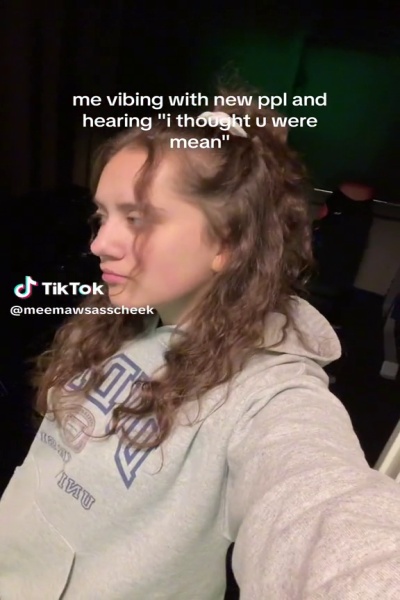 me vibing with new ppl and
hearing "i thought u were
mean"
TikTok
@meemawsasscheek